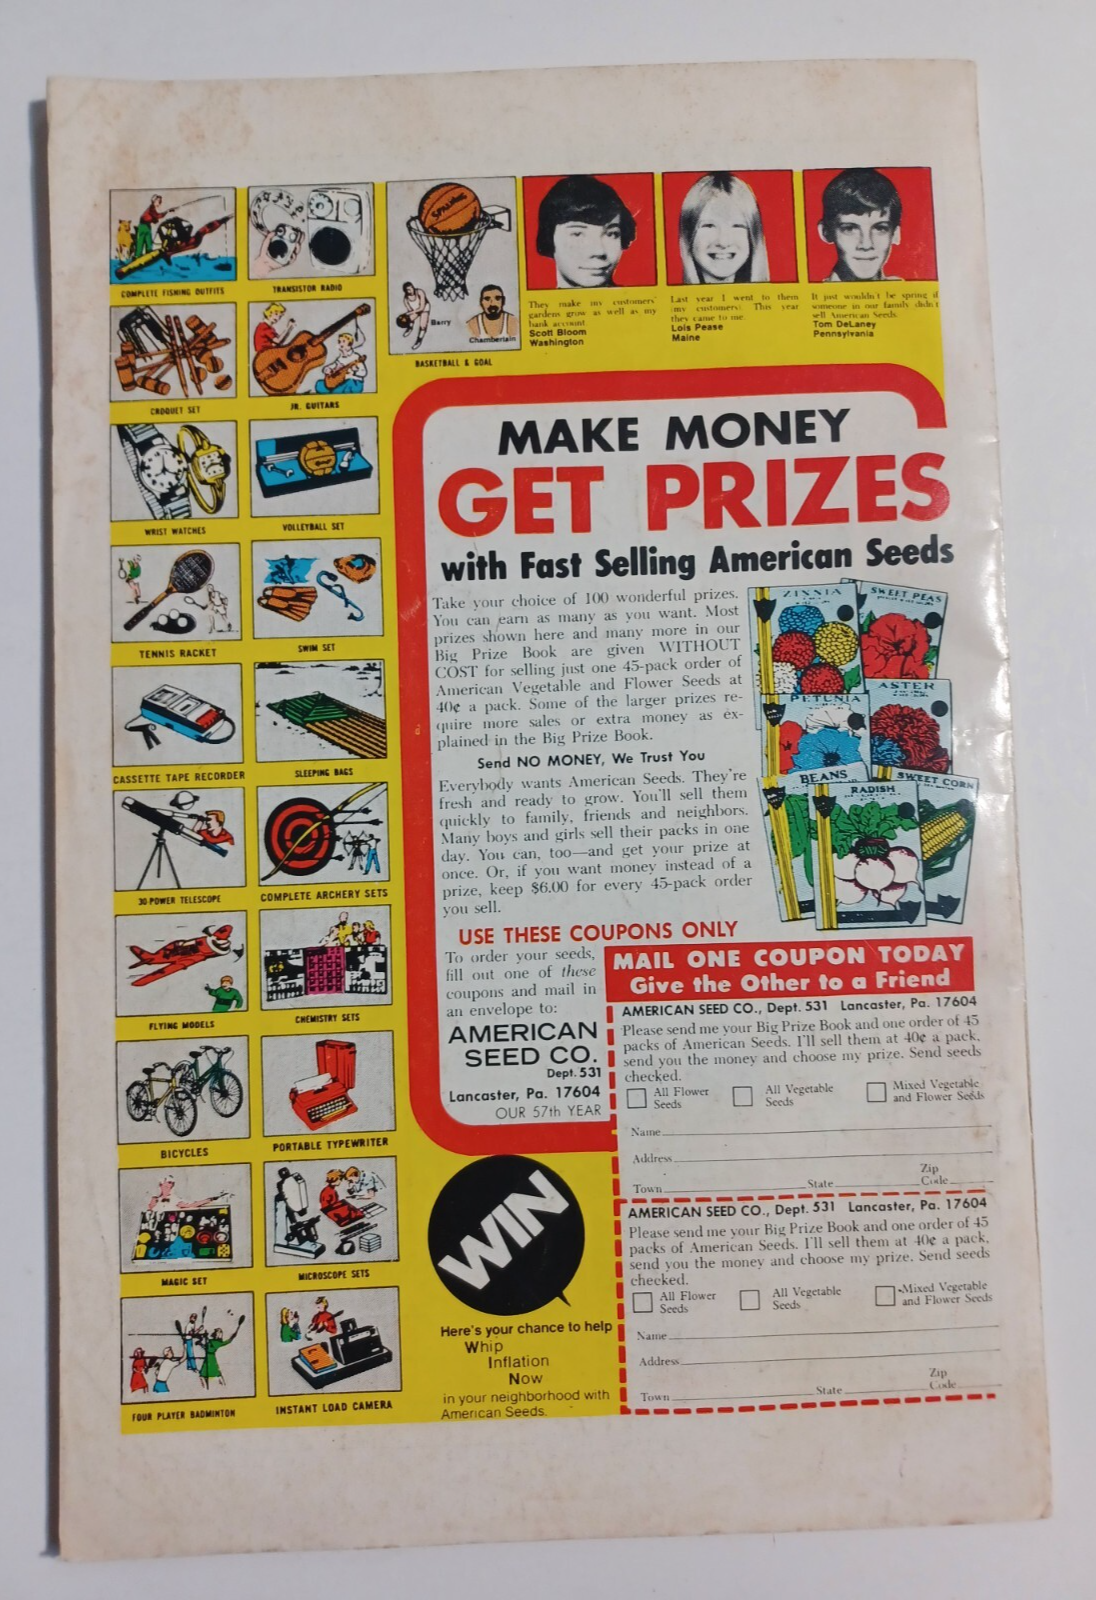 COMPLETE FISHING OUTFITS
TRANSISTOR RADIO
SPALDING
Barry
Chamberlain
BASKETBALL & GOAL
CROQUET SET
JR. GUITARS
WRIST WATCHES
VOLLEYBALL SET
TENNIS RACKET
SWIM SET
CASSETTE TAPE RECORDER
SLEEPING BAGS
30-POWER TELESCOPE
COMPLETE ARCHERY SETS
FLYING MODELS
CHEMISTRY SETS
BICYCLES
PORTABLE TYPEWRITER
MAGIC SET
MICROSCOPE SETS
FOUR PLAYER BADMINTON
INSTANT LOAD CAMERA
They make my customers'
gardens grow as well as my
bank account
Scott Bloom
Washington
Last year I went to them
(my customers). This year
they came to me.
Lois Pease
Maine
It just wouldn't be spring if
someone in our family didn't
sell American Seeds.
Tom DeLaney
Pennsylvania
MAKE MONEY
GET PRIZES
with Fast Selling American Seeds
Take your choice of 100 wonderful prizes.
You can earn as many as you want. Most
prizes shown here and many more in our
Big Prize Book are given WITHOUT
COST for selling just one 45-pack order of
American Vegetable and Flower Seeds at
40¢ a pack. Some of the larger prizes re-
quire more sales or extra money as ex-
plained in the Big Prize Book.
Send NO MONEY, We Trust You
Everybody wants American Seeds. They're
fresh and ready to grow. You'll sell them
quickly to family, friends and neighbors.
Many boys and girls sell their packs in one
day. You can, too—and get your prize at
once. Or, if you want money instead of a
prize, keep $6.00 for every 45-pack order
you sell.
ZINNIA
SWEET PEAS
PETUNIA
ASTER
BEANS
RADISH
SWEET CORN
USE THESE COUPONS ONLY
To order your seeds,
fill out one of these
coupons and mail in
an envelope to:
AMERICAN
SEED CO.
Dept. 531
Lancaster, Pa. 17604
OUR 57th YEAR
MAIL ONE COUPON TODAY
Give the Other to a Friend
AMERICAN SEED CO., Dept. 531 Lancaster, Pa. 17604
Please send me your Big Prize Book and one order of 45
packs of American Seeds. I'll sell them at 40¢ a pack,
send you the money and choose my prize. Send seeds
checked.
All Flower Seeds
All Vegetable Seeds
Mixed Vegetable and Flower Seeds
Name
Address
Town State Zip Code
AMERICAN SEED CO., Dept. 531 Lancaster, Pa. 17604
Please send me your Big Prize Book and one order of 45
packs of American Seeds. I'll sell them at 40¢ a pack,
send you the money and choose my prize. Send seeds
checked.
All Flower Seeds
All Vegetable Seeds
Mixed Vegetable and Flower Seeds
Name
Address
Town State Zip Code
WIN
Here's your chance to help
Whip
Inflation
Now
in your neighborhood with
American Seeds.